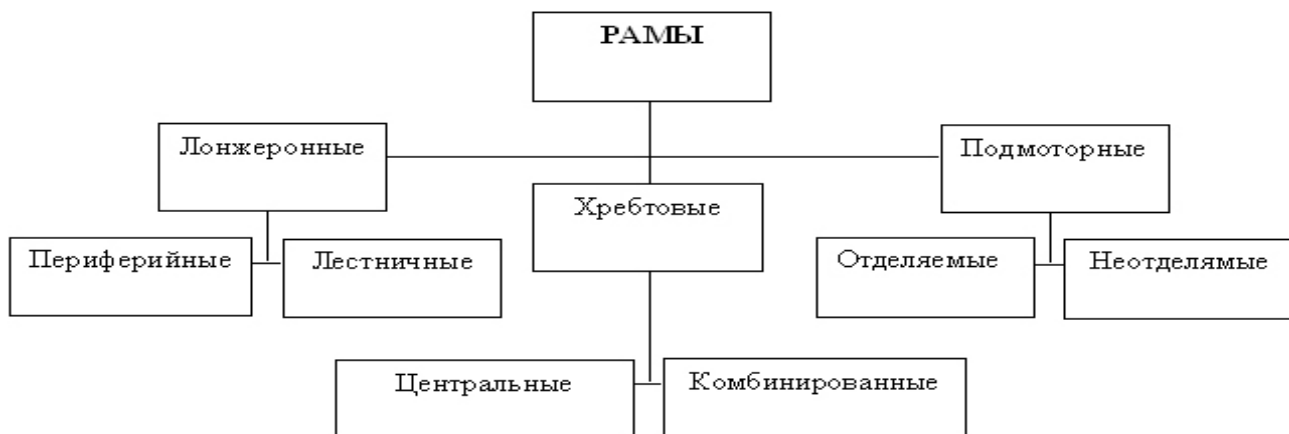 РАМЫ
Лонжеронные
Подмоторные
Хребтовые
Периферийные
Лестничные
Отделяемые
Неотделямые
Центральные
Комбинированные